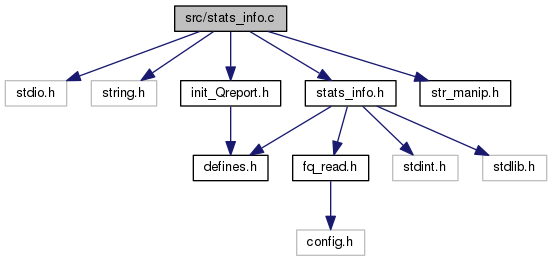 src/stats_info.c
stdio.h
string.h
init_Qreport.h
stats_info.h
str_manip.h
defines.h
fq_read.h
stdint.h
stdlib.h
config.h